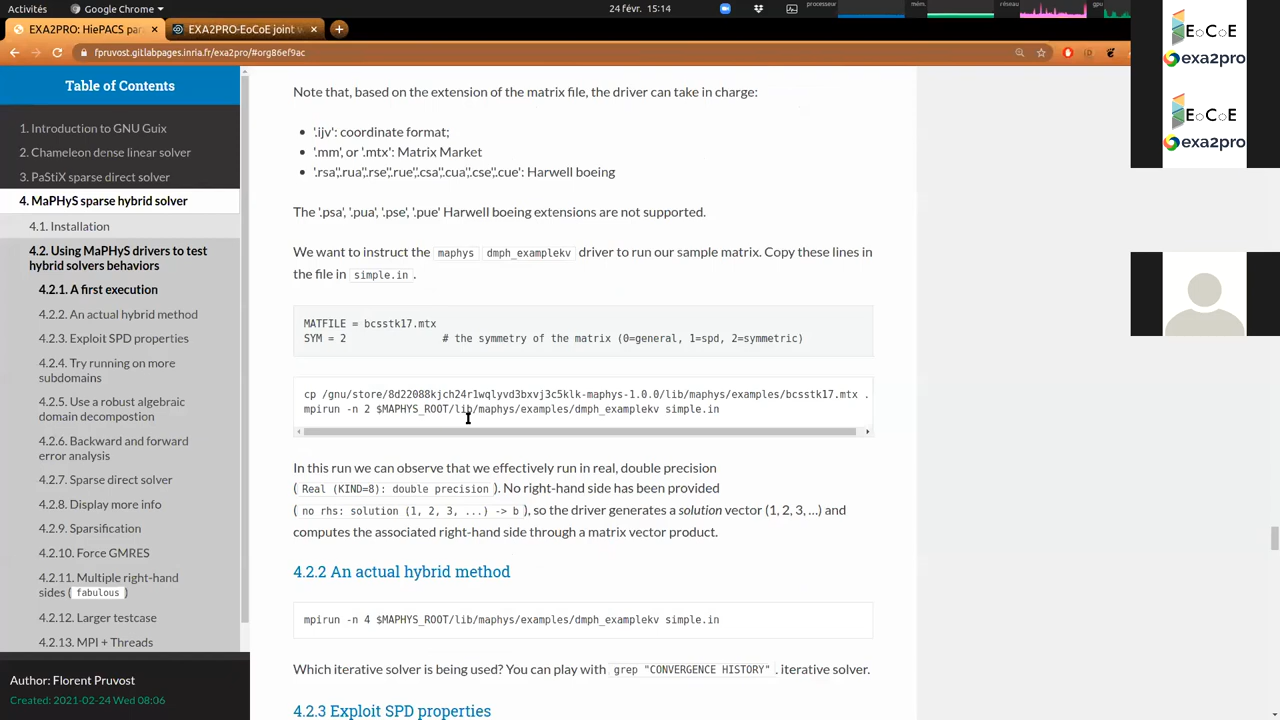 Activités
Google Chrome
24 févr. 15:14
processeur
mém.
réseau
gpu
EXA2PRO: HiePACS pa
EXA2PRO-EoCoE joint
fpruvost.gitlabpages.inria.fr/exa2pro/#org86ef9ac
Table of Contents
1. Introduction to GNU Guix
2. Chameleon dense linear solver
3. PaStiX sparse direct solver
4. MaPHyS sparse hybrid solver
4.1. Installation
4.2. Using MaPHyS drivers to test
hybrid solvers behaviors
4.2.1. A first execution
4.2.2. An actual hybrid method
4.2.3. Exploit SPD properties
4.2.4. Try running on more
subdomains
4.2.5. Use a robust algebraic
domain decompostion
4.2.6. Backward and forward
error analysis
4.2.7. Sparse direct solver
4.2.8. Display more info
4.2.9. Sparsification
4.2.10. Force GMRES
4.2.11. Multiple right-hand
sides ( fabulous )
4.2.12. Larger testcase
4.2.13. MPI + Threads
Author: Florent Pruvost
Created: 2021-02-24 Wed 08:06
Note that, based on the extension of the matrix file, the driver can take in charge:
• '.ijv': coordinate format;
• '.mm', or '.mtx': Matrix Market
• '.rsa','.rua','.rse','.rue','.csa','.cua','.cse','.cue': Harwell boeing
The '.psa', '.pua', '.pse', '.pue' Harwell boeing extensions are not supported.
We want to instruct the maphys dmph_examplekv driver to run our sample matrix. Copy these lines in
the file in simple.in .
MATFILE = bcsstk17.mtx
SYM = 2 # the symmetry of the matrix (0=general, 1=spd, 2=symmetric)
cp /gnu/store/8d22088kjch24r1wqlyvd3bxvj3c5klk-maphys-1.0.0/lib/maphys/examples/bcsstk17.mtx .
mpirun -n 2 $MAPHYS_ROOT/lib/maphys/examples/dmph_examplekv simple.in
In this run we can observe that we effectively run in real, double precision
( Real (KIND=8): double precision ). No right-hand side has been provided
( no rhs: solution (1, 2, 3, ...) -> b ), so the driver generates a solution vector (1, 2, 3, ...) and
computes the associated right-hand side through a matrix vector product.
4.2.2 An actual hybrid method
mpirun -n 4 $MAPHYS_ROOT/lib/maphys/examples/dmph_examplekv simple.in
Which iterative solver is being used? You can play with grep "CONVERGENCE HISTORY" . iterative solver.
4.2.3 Exploit SPD properties
EoCoE
exa2pro
EoCoE
exa2pro